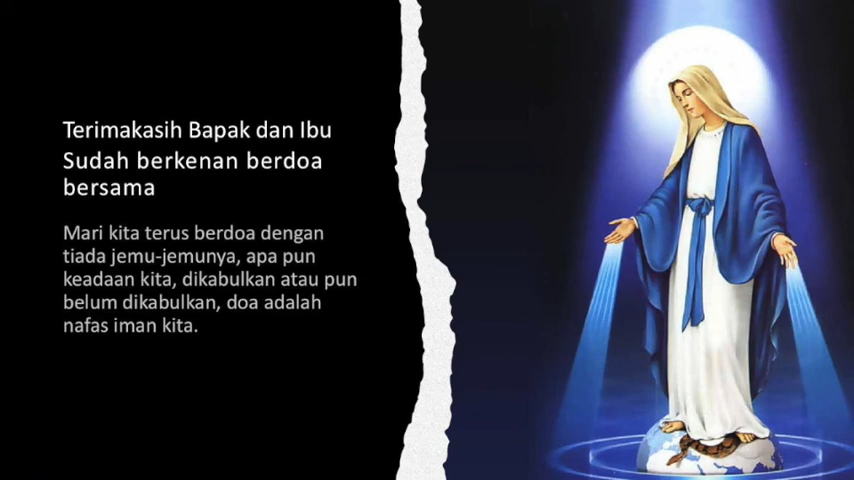 Terimakasih Bapak dan Ibu
Sudah berkenan berdoa
bersama
Mari kita terus berdoa dengan
tiada jemu-jemunya, apa pun
keadaan kita, dikabulkan atau pun
belum dikabulkan, doa adalah
nafas iman kita.